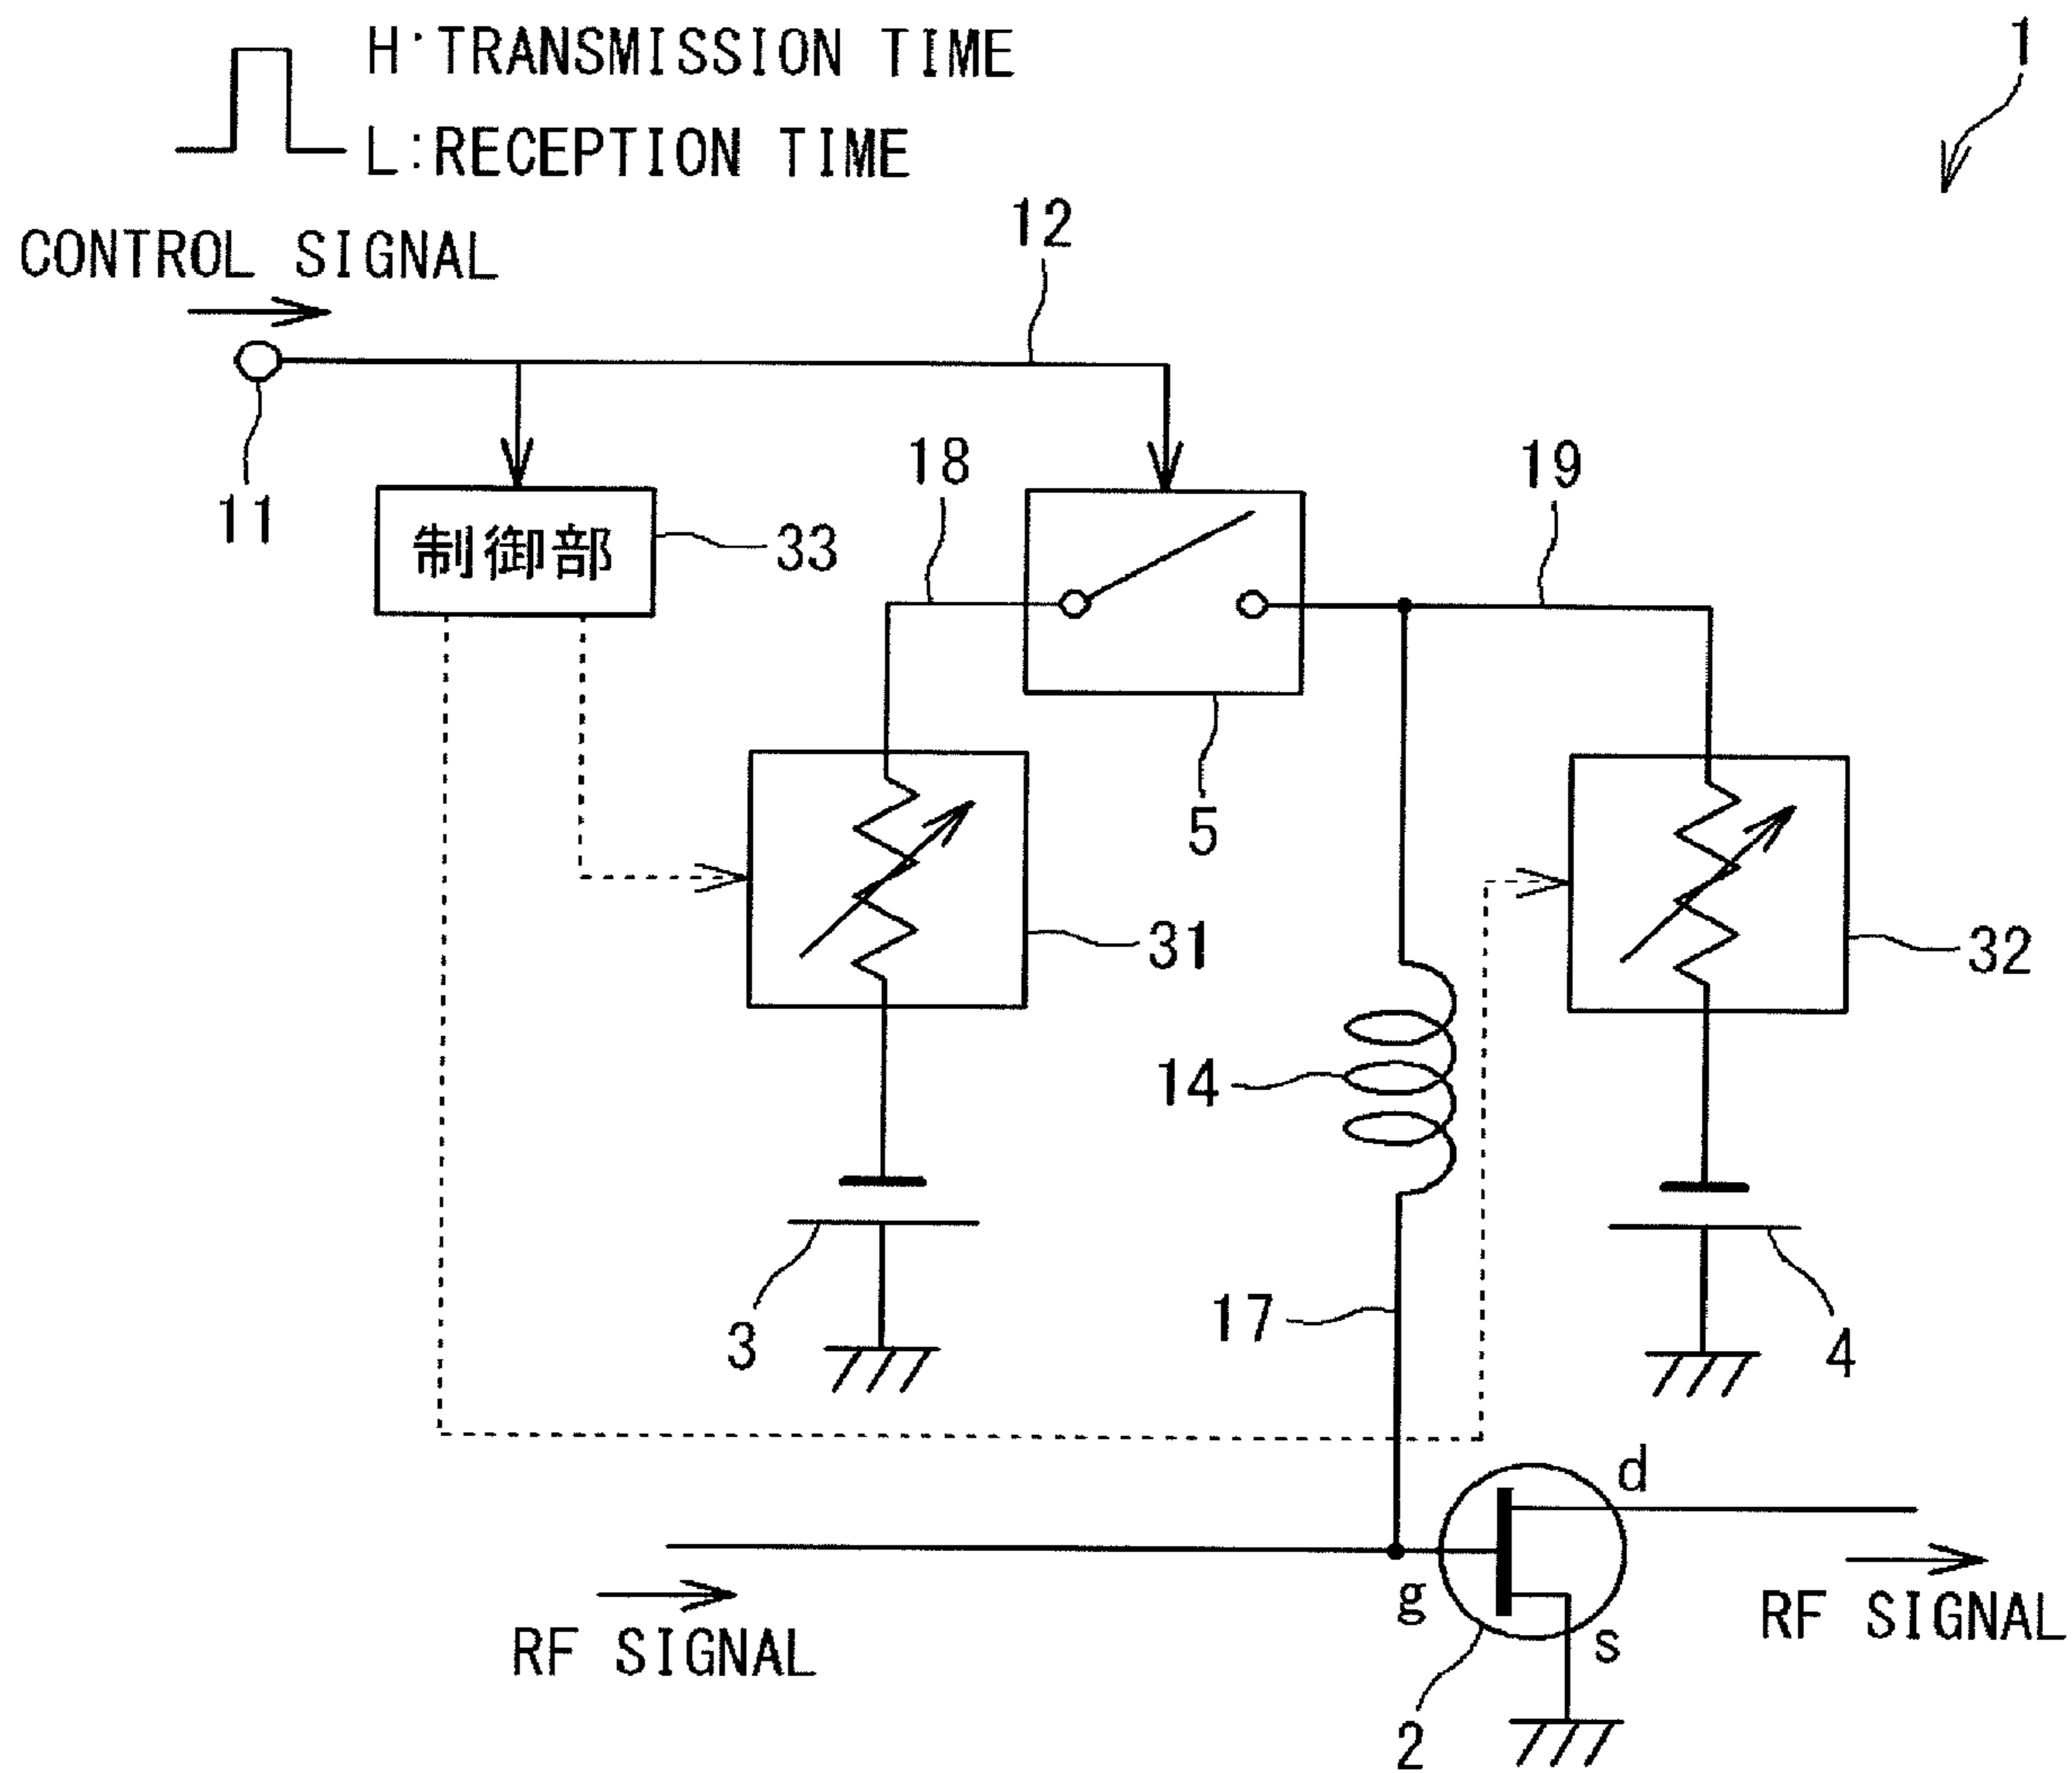 H:TRANSMISSION TIME
1
L:RECEPTION TIME
12
CONTROL SIGNAL
18
19
11
制御部
33
5
31
32
14
17
3
4
d
g
RF SIGNAL
s
RF SIGNAL
2